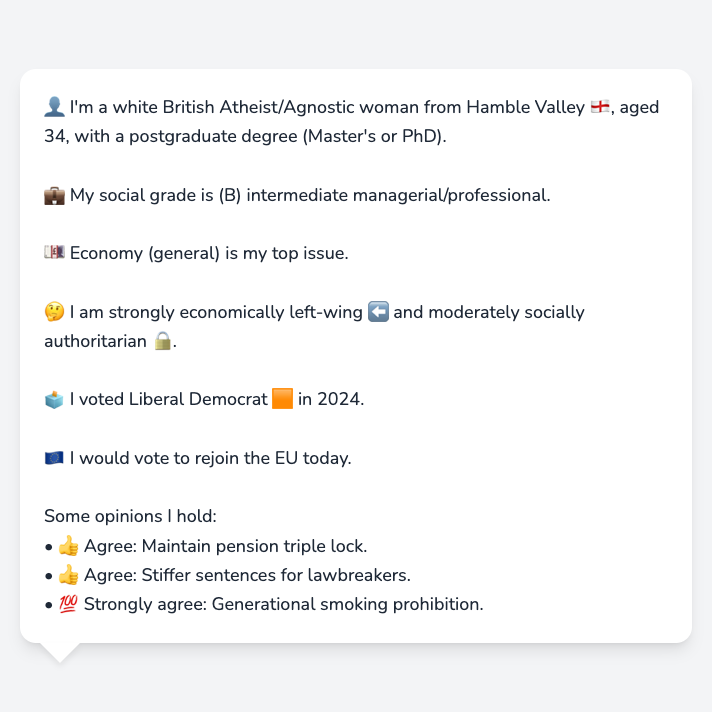 👤 I'm a white British Atheist/Agnostic woman from Hamble Valley 🏴󠁧󠁢󠁥󠁮󠁧󠁿, aged
34, with a postgraduate degree (Master's or PhD).
💼 My social grade is (B) intermediate managerial/professional.
💷 Economy (general) is my top issue.
🤔 I am strongly economically left-wing ⬅️ and moderately socially
authoritarian 🔒.
🗳️ I voted Liberal Democrat 🟧 in 2024.
🇪🇺 I would vote to rejoin the EU today.
Some opinions I hold:
• 👍 Agree: Maintain pension triple lock.
• 👍 Agree: Stiffer sentences for lawbreakers.
• 💯 Strongly agree: Generational smoking prohibition.